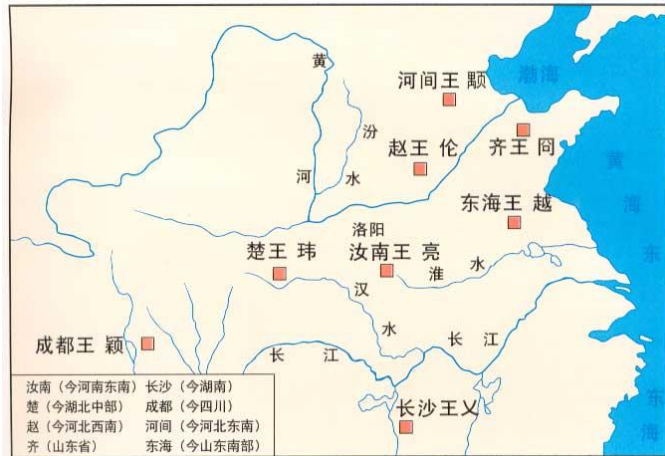 黄
河
渤海
河间王 颙
汾
水
赵王 伦
齐王 冏
黄
海
东海王 越
洛阳
楚王 玮
汝南王 亮
淮
水
汉
水
成都王 颖
长
江
长
江
长沙王乂
东
东
海
汝南（今河南东南） 长沙（今湖南）
楚（今湖北中部） 成都（今四川）
赵（今河北西南） 河间（今河北东南）
齐（山东省） 东海（今山东南部）